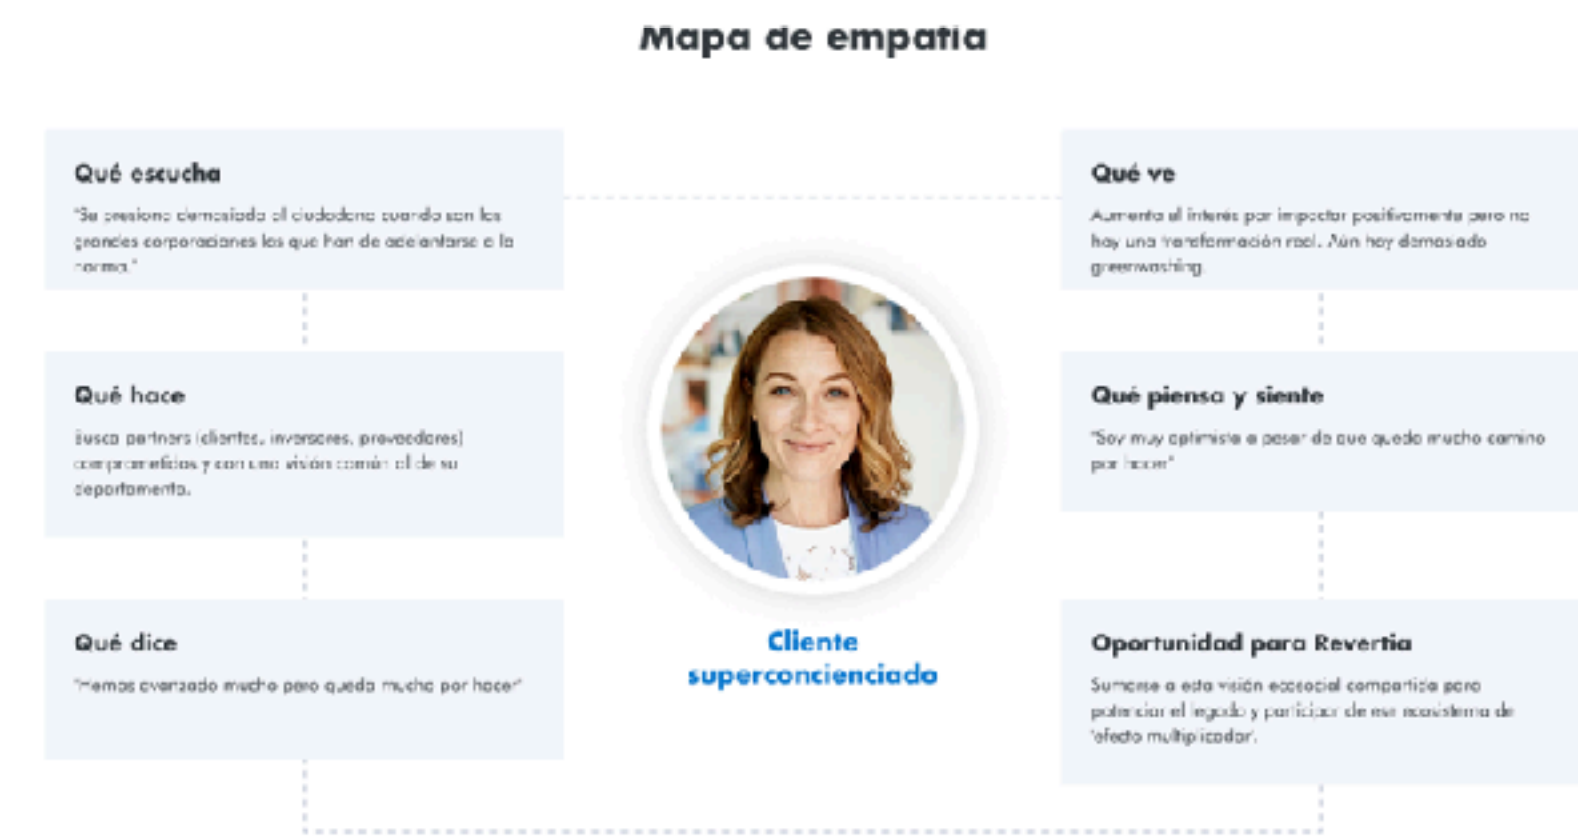 Mapa de empatía
Qué escucha
"Se presiona demasiado al ciudadano cuando son las
grandes corporaciones las que han de adelantarse a la
norma."
Qué hace
Busca partners (clientes, inversores, proveedores)
comprometidos y con una visión común al de su
departamento.
Qué dice
"Hemos avanzado mucho pero queda mucho por hacer"
Cliente
superconcienciado
Qué ve
Aumenta el interés por impactar positivamente pero no
hay una transformación real. Aún hay demasiado
greenwashing.
Qué piensa y siente
"Soy muy optimista a pesar de que queda mucho camino
por hacer"
Oportunidad para Revertia
Sumarse a esta visión ecosocial compartida para
potenciar el legado y participar de ese ecosistema de
'efecto multiplicador'.